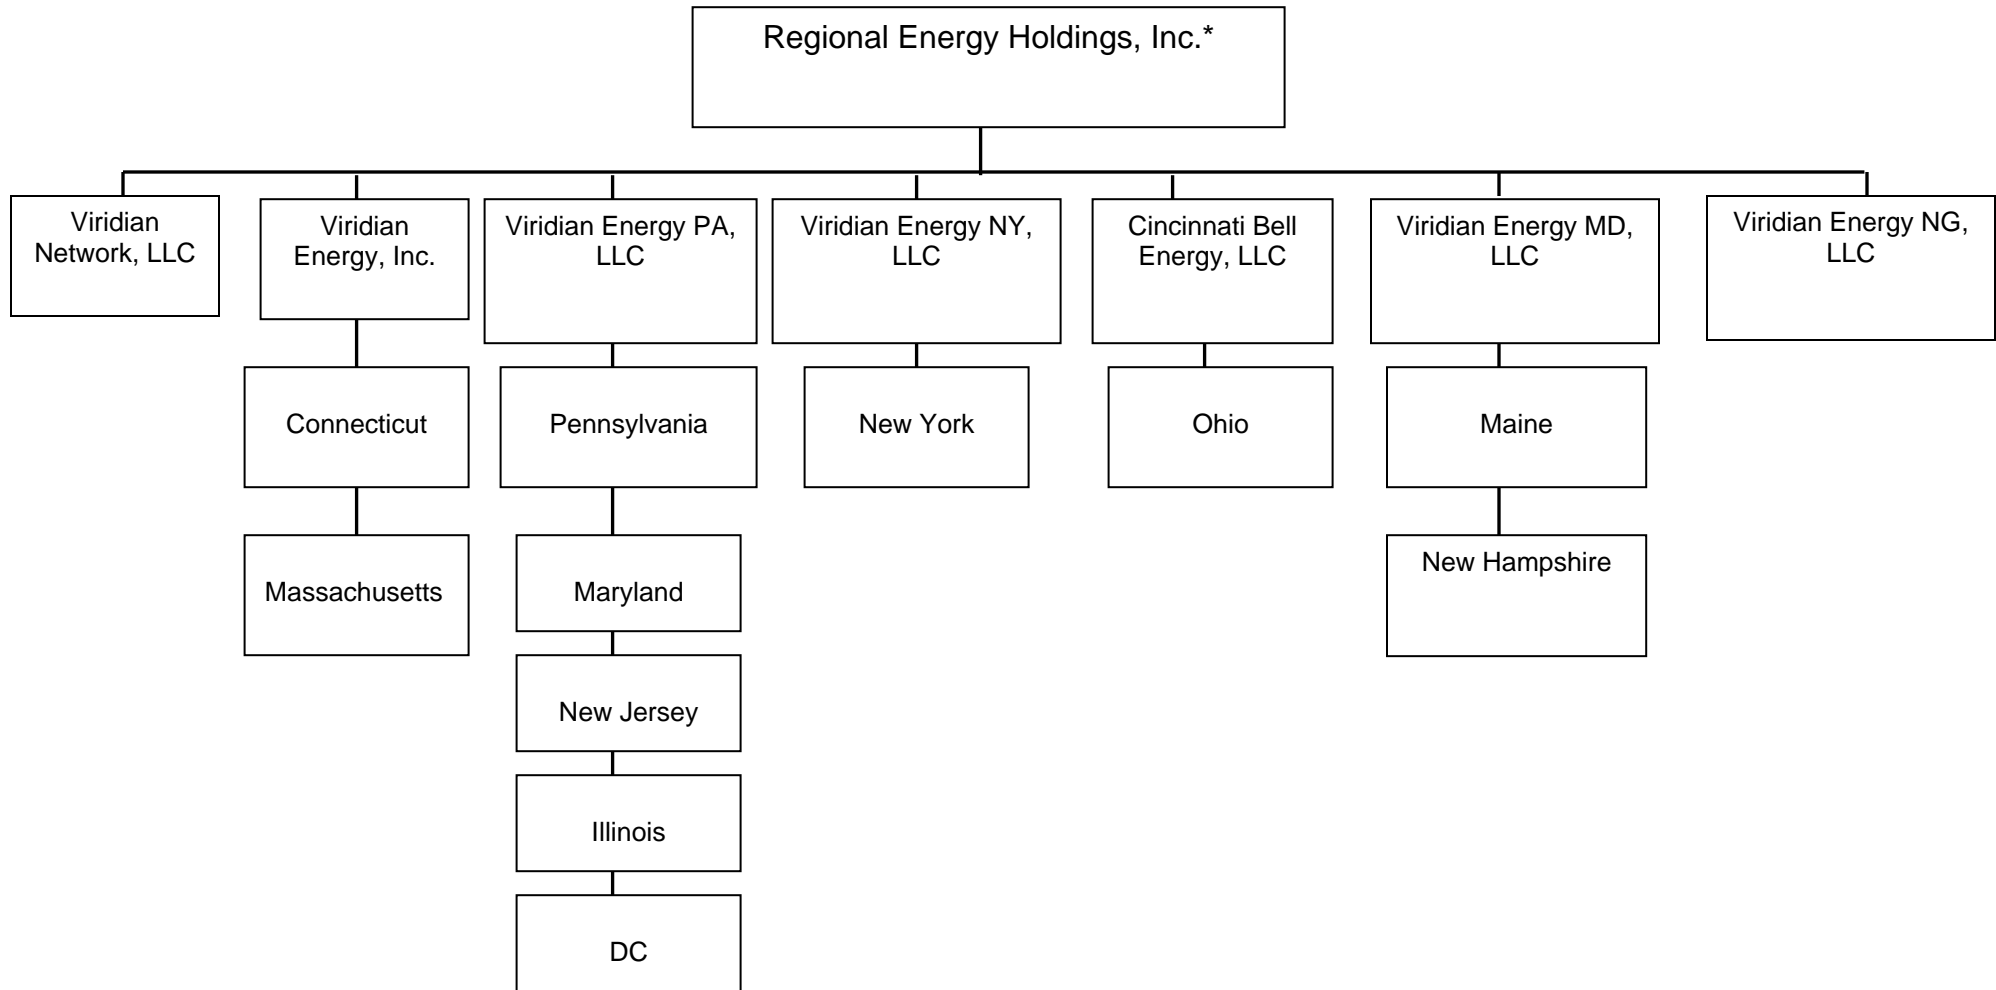 Regional Energy Holdings, Inc.*
Viridian
Network, LLC
Viridian
Energy, Inc.
Viridian Energy PA,
LLC
Viridian Energy NY,
LLC
Cincinnati Bell
Energy, LLC
Viridian Energy MD,
LLC
Viridian Energy NG,
LLC
Connecticut
Pennsylvania
New York
Ohio
Maine
Massachusetts
Maryland
New Hampshire
New Jersey
Illinois
DC